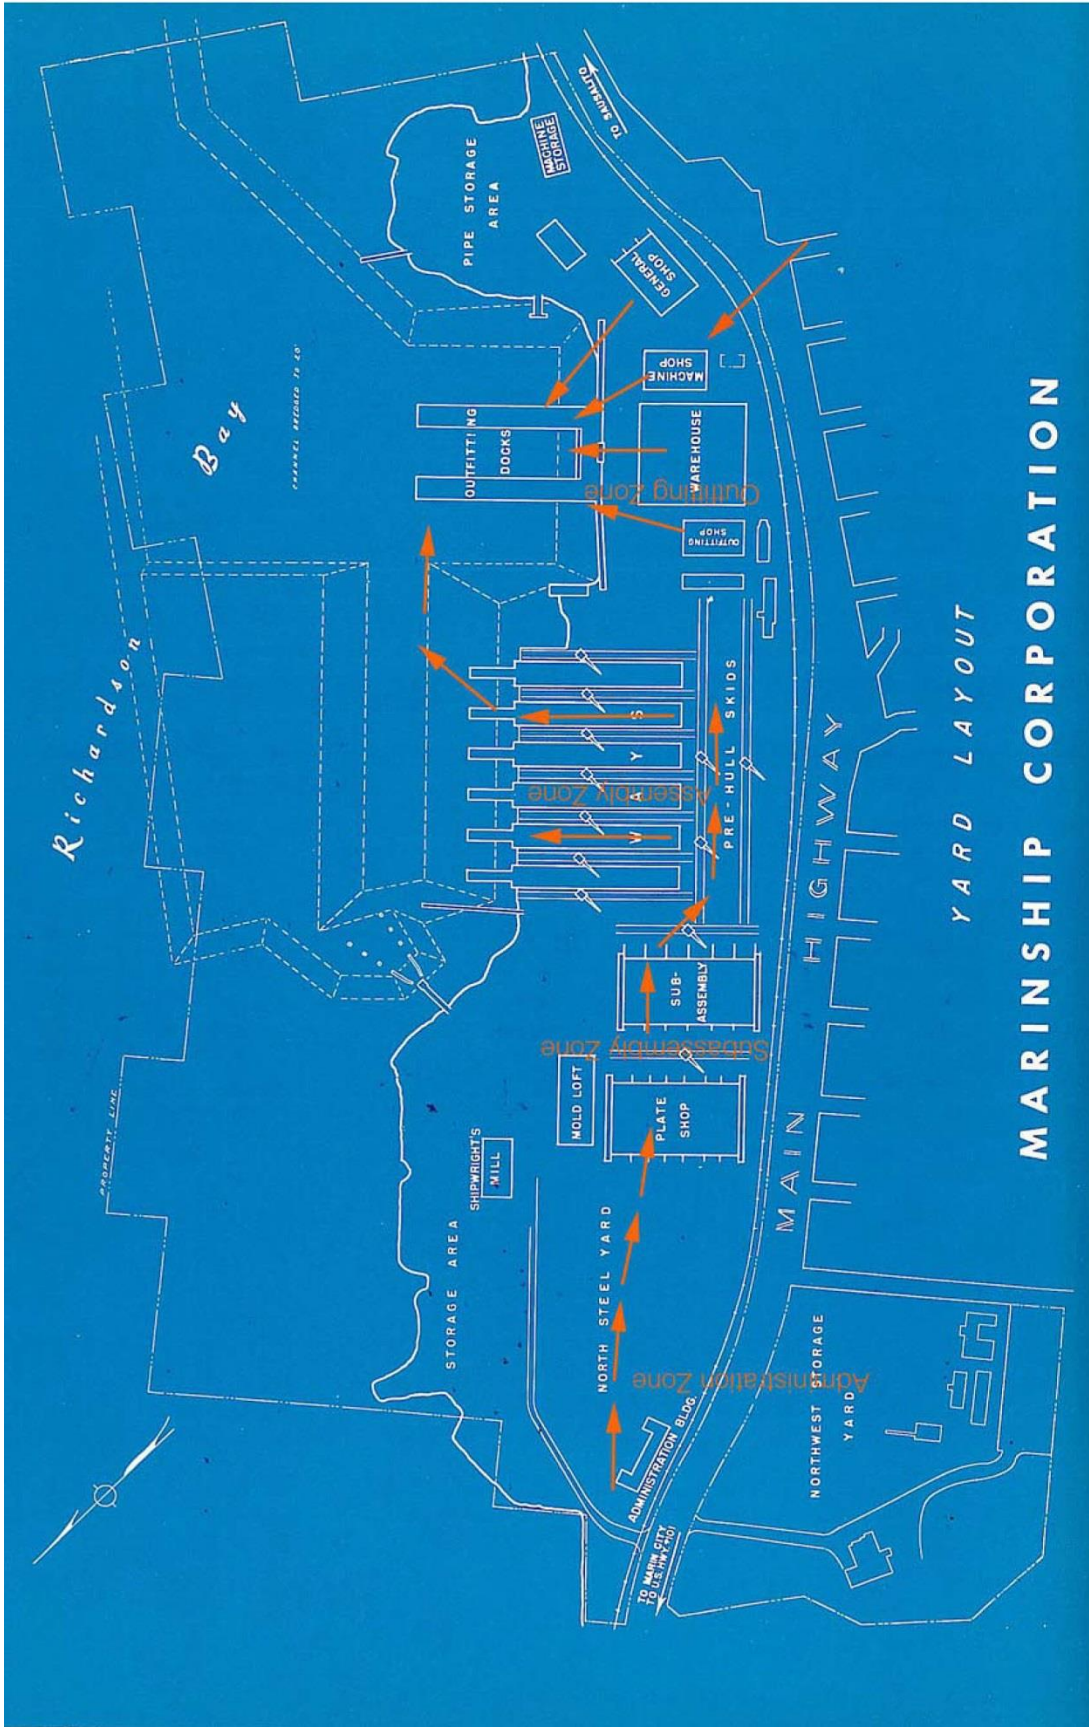 MARINSHIP CORPORATION
YARD LAYOUT
MAIN HIGHWAY
TO SAUSALITO
MACHINE
STORAGE
PIPE STORAGE
AREA
GENERAL
SHOP
MACHINE
SHOP
WAREHOUSE
OUTFITTING
DOCKS
Outfitting Zone
OUTFITTING
SHOP
Richardson
Bay
CHANNEL DREDGED TO 20'
WAYS
PRE-HULL SKIDS
Assembly Zone
SUB-
ASSEMBLY
Subassembly Zone
MOLD LOFT
PLATE
SHOP
SHIPWRIGHT'S
MILL
STORAGE AREA
NORTH STEEL YARD
PROPERTY LINE
Administration Zone
ADMINISTRATION BLDG.
NORTHWEST STORAGE
YARD
TO MARIN CITY
TO U.S. HWY. #101